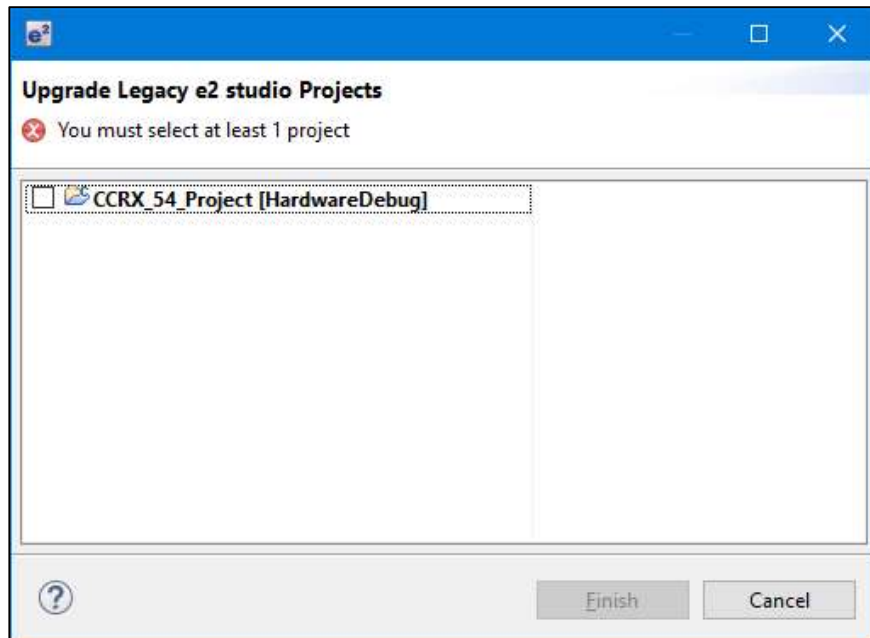 e²
Upgrade Legacy e2 studio Projects
You must select at least 1 project
CCRX_54_Project [HardwareDebug]
?
Finish
Cancel